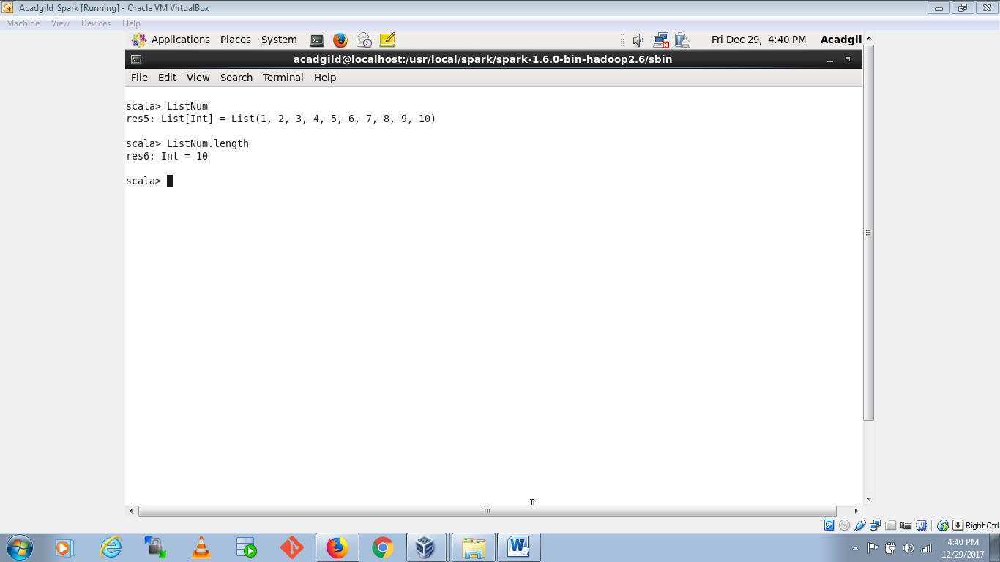 Acadgild_Spark [Running] - Oracle VM VirtualBox
Machine View Devices Help
Applications Places System Fri Dec 29, 4:40 PM Acadgil
acadgild@localhost:/usr/local/spark/spark-1.6.0-bin-hadoop2.6/sbin
File Edit View Search Terminal Help
scala> ListNum
res5: List[Int] = List(1, 2, 3, 4, 5, 6, 7, 8, 9, 10)
scala> ListNum.length
res6: Int = 10
scala>
Right Ctrl
4:40 PM
12/29/2017